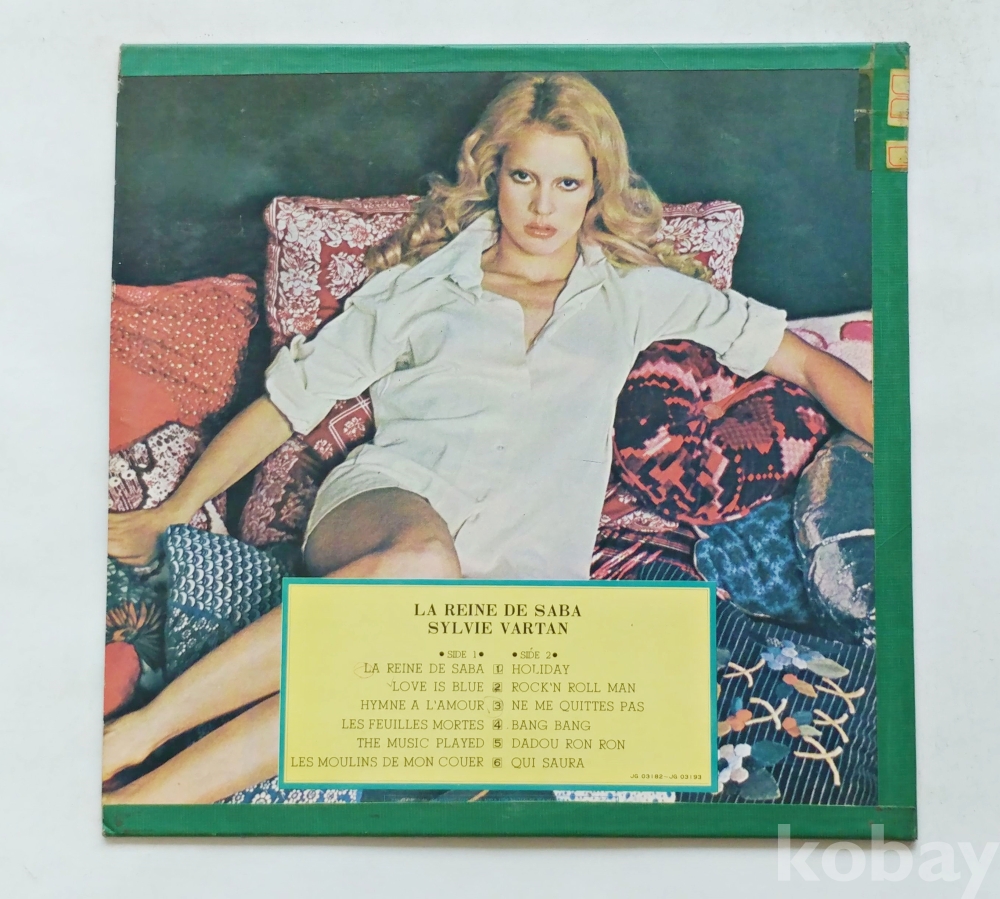 LA REINE DE SABA
SYLVIE VARTAN
• SIDE 1 • • SIDE 2 •
LA REINE DE SABA 1 HOLIDAY
LOVE IS BLUE 2 ROCK'N ROLL MAN
HYMNE A L'AMOUR 3 NE ME QUITTES PAS
LES FEUILLES MORTES 4 BANG BANG
THE MUSIC PLAYED 5 DADOU RON RON
LES MOULINS DE MON COUER 6 QUI SAURA
kobay